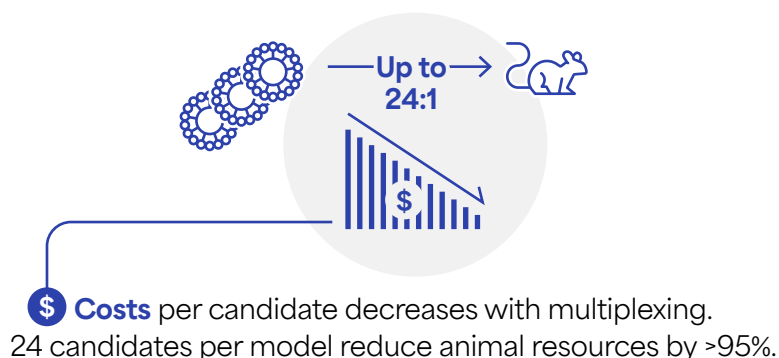 Up to
24:1
$
$ Costs per candidate decreases with multiplexing.
24 candidates per model reduce animal resources by >95%.